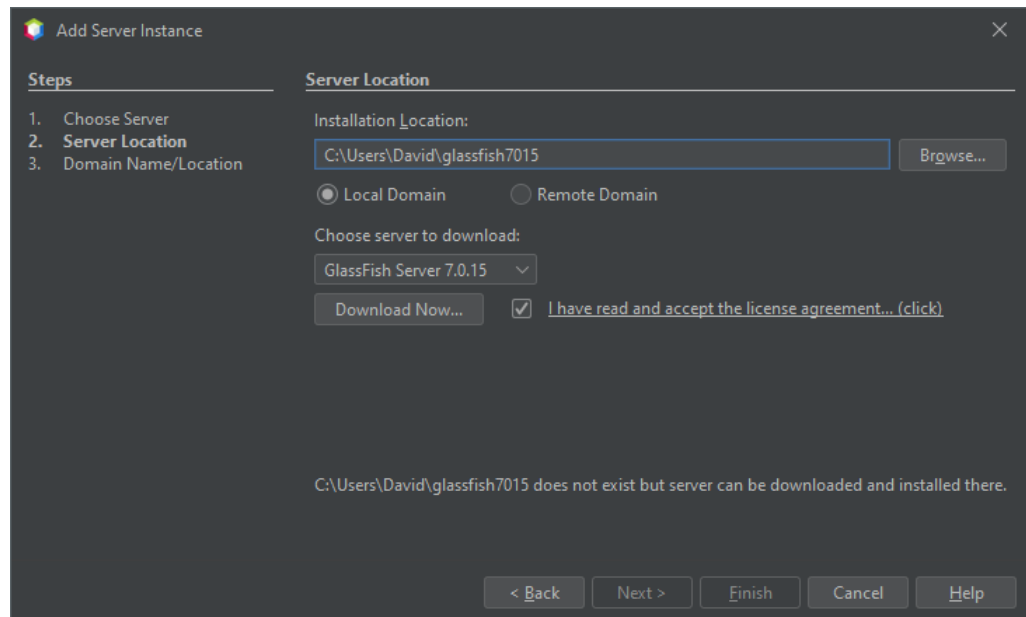 Add Server Instance
Steps
1. Choose Server
2. Server Location
3. Domain Name/Location
Server Location
Installation Location:
C:\Users\David\glassfish7015
Browse...
Local Domain
Remote Domain
Choose server to download:
GlassFish Server 7.0.15
Download Now...
I have read and accept the license agreement... (click)
C:\Users\David\glassfish7015 does not exist but server can be downloaded and installed there.
< Back
Next >
Finish
Cancel
Help